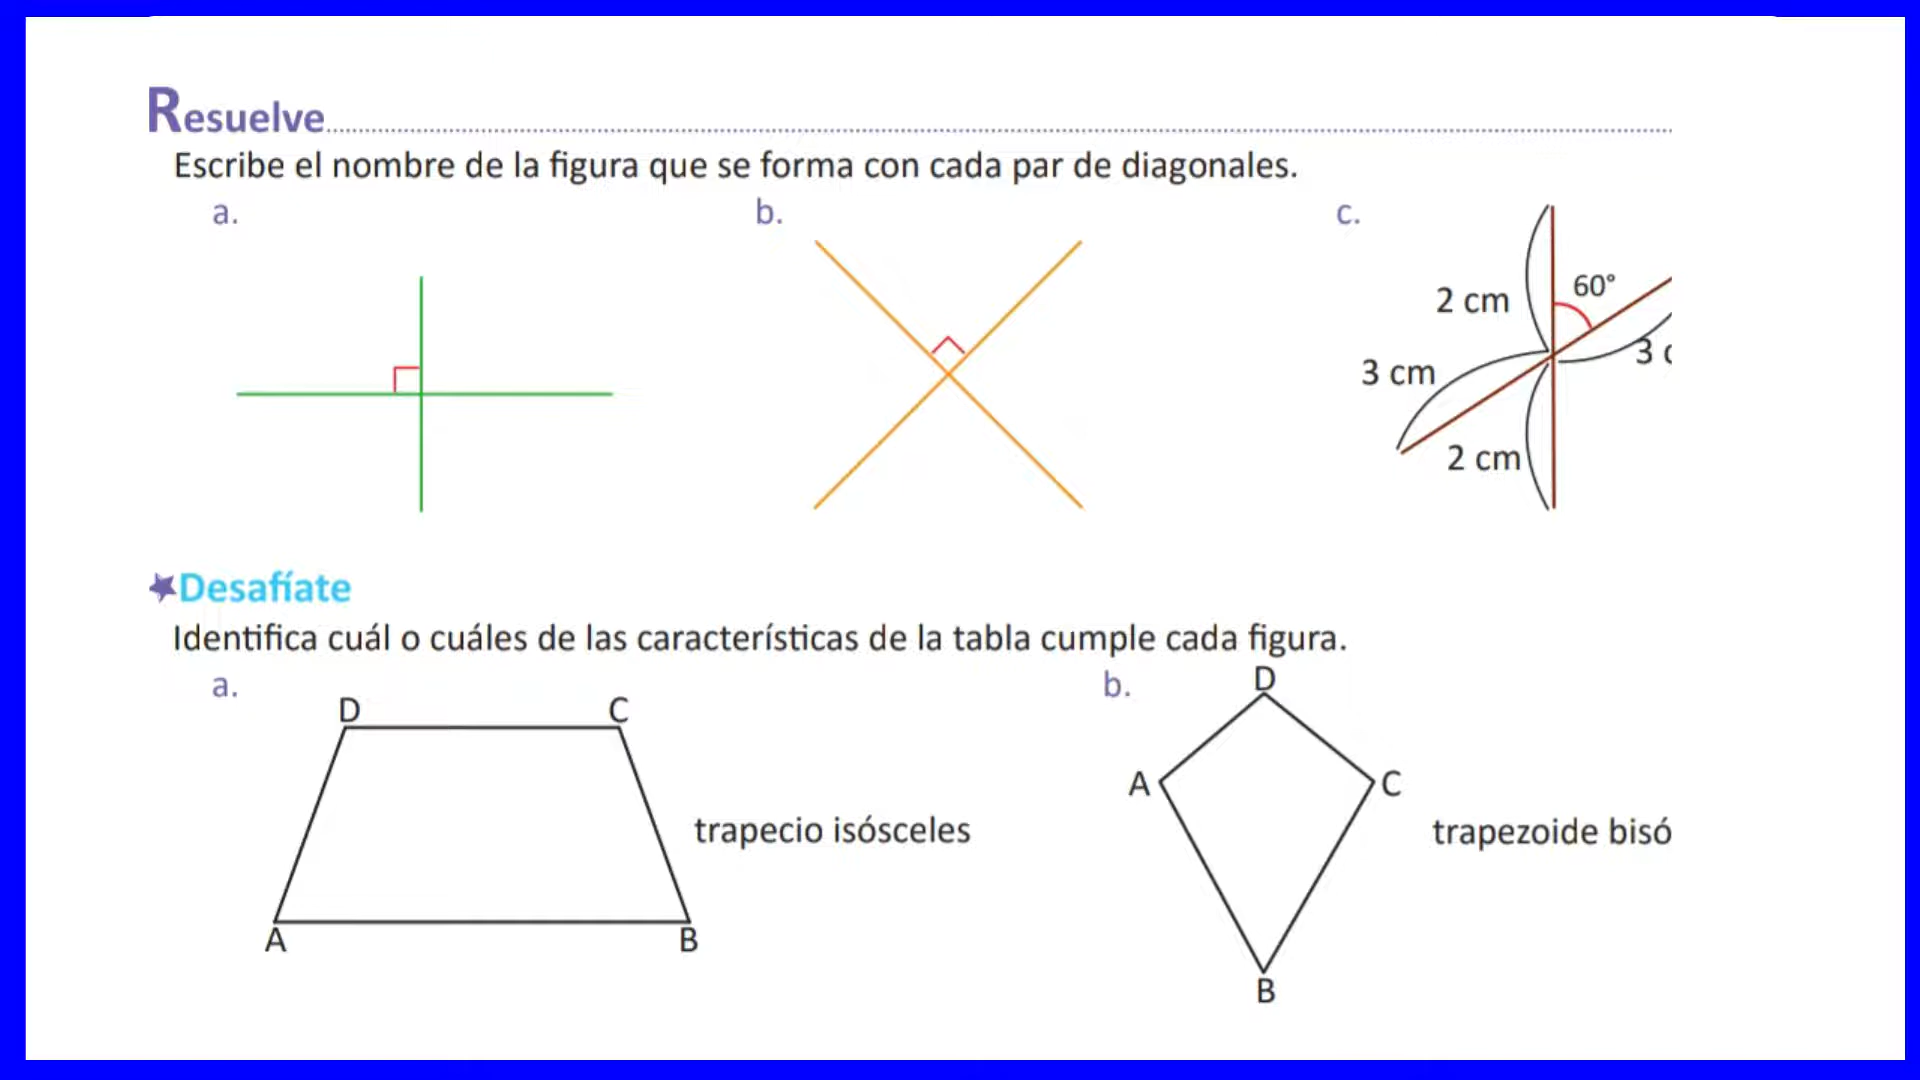 Resuelve
Escribe el nombre de la figura que se forma con cada par de diagonales.
a.
b.
c.
60°
2 cm
3 c
3 cm
2 cm
Desafíate
Identifica cuál o cuáles de las características de la tabla cumple cada figura.
a.
D
C
trapecio isósceles
A
B
b.
D
A
C
trapezoide bisó
B